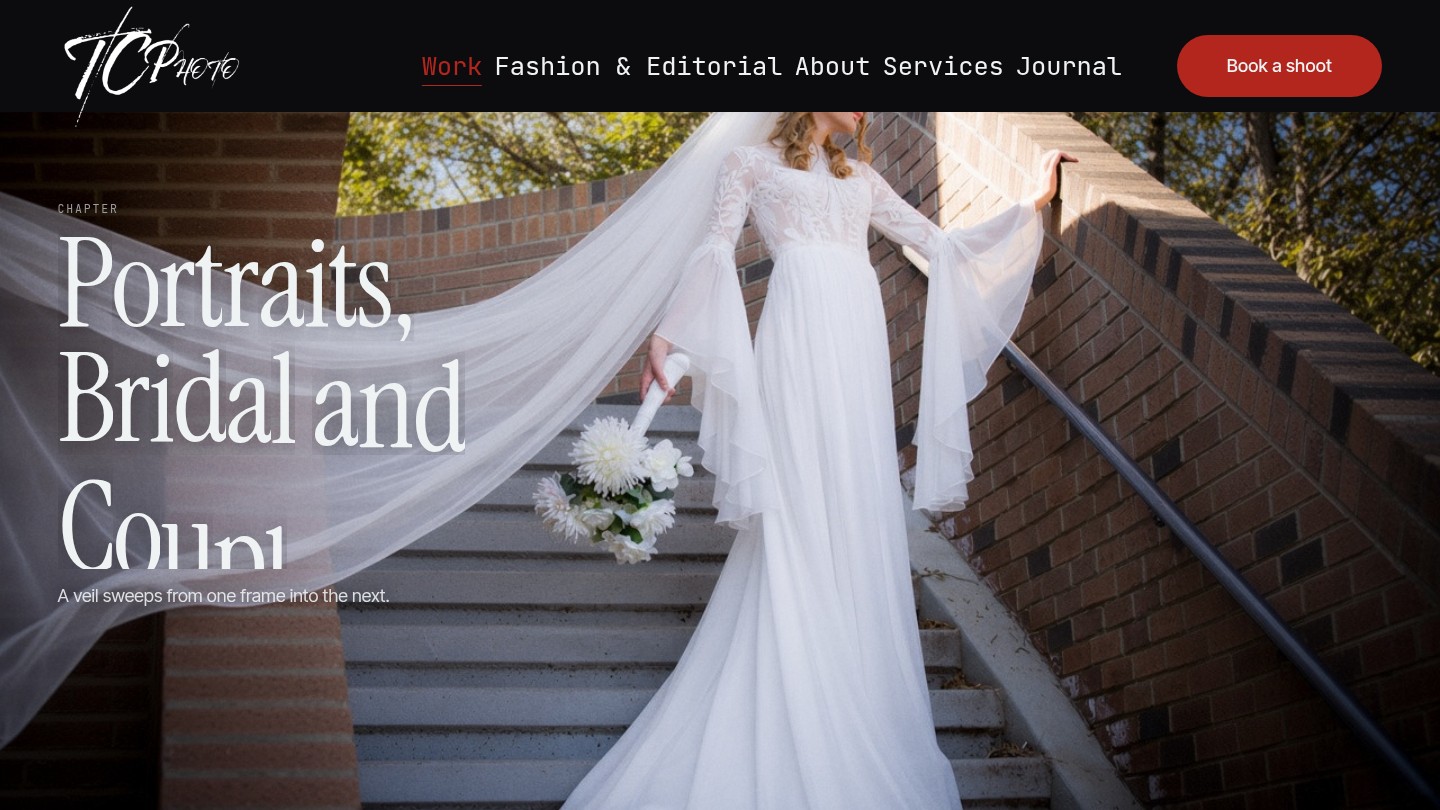 TCPHOTO
Work Fashion & Editorial About Services Journal
Book a shoot
CHAPTER
Portraits,
Bridal and
Coupl
A veil sweeps from one frame into the next.